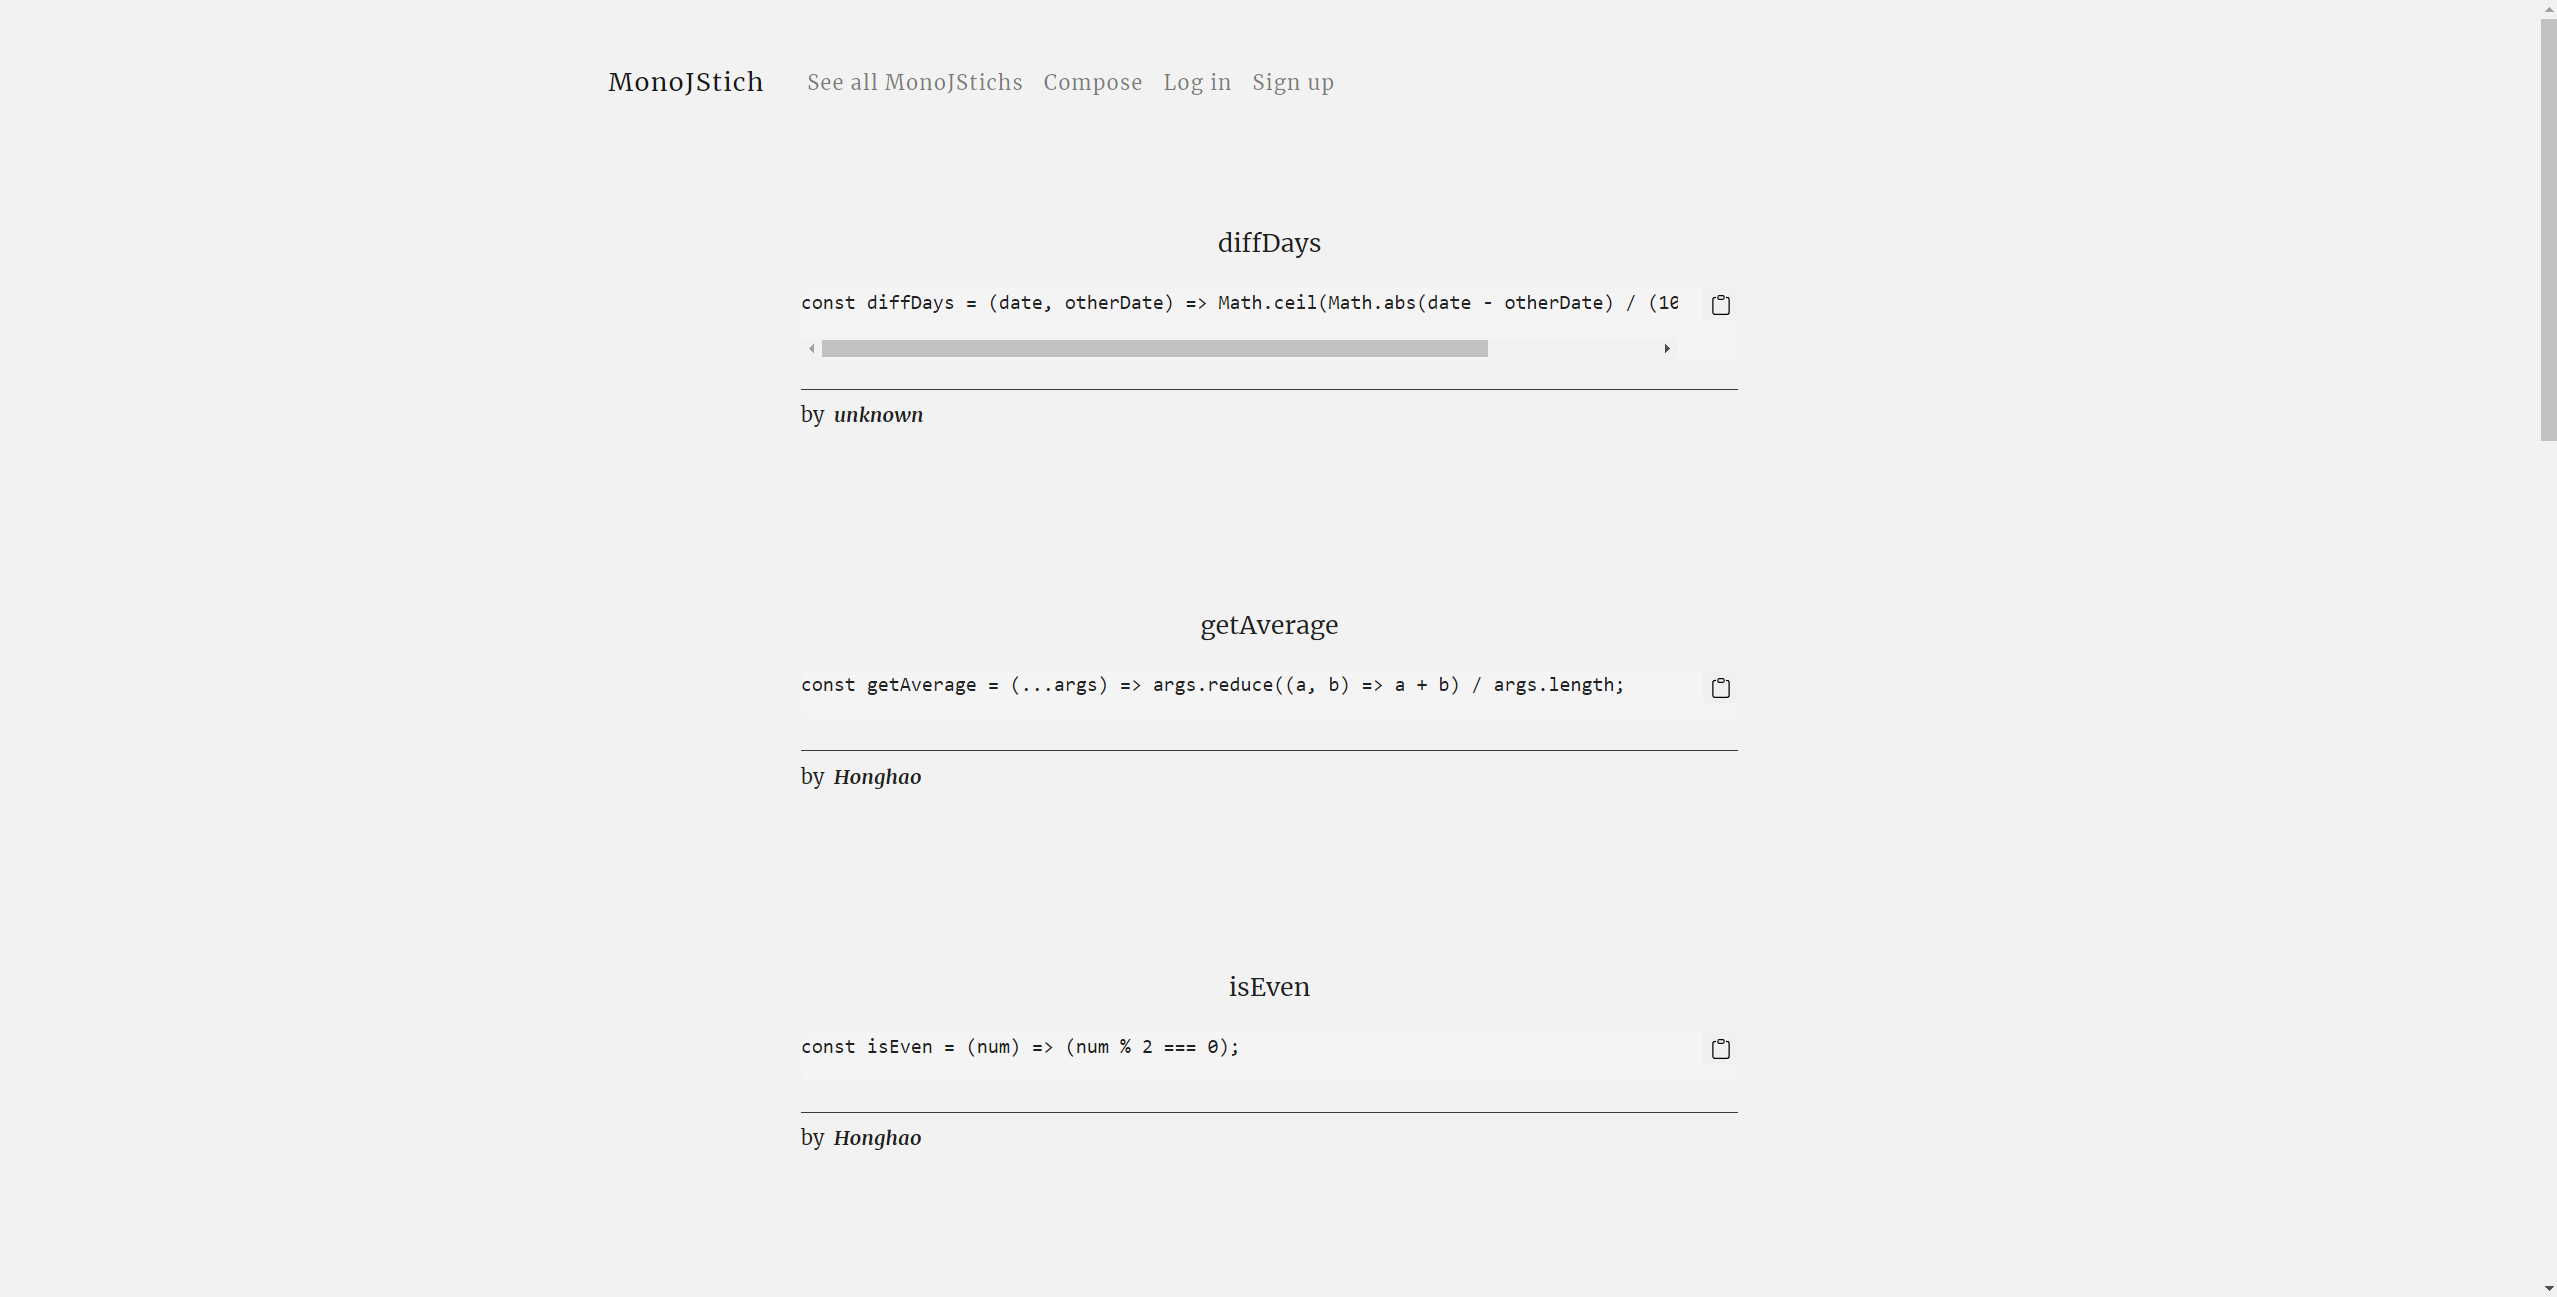 MonoJStich See all MonoJStichs Compose Log in Sign up
diffDays
const diffDays = (date, otherDate) => Math.ceil(Math.abs(date - otherDate) / (10
by unknown
getAverage
const getAverage = (...args) => args.reduce((a, b) => a + b) / args.length;
by Honghao
isEven
const isEven = (num) => (num % 2 === 0);
by Honghao